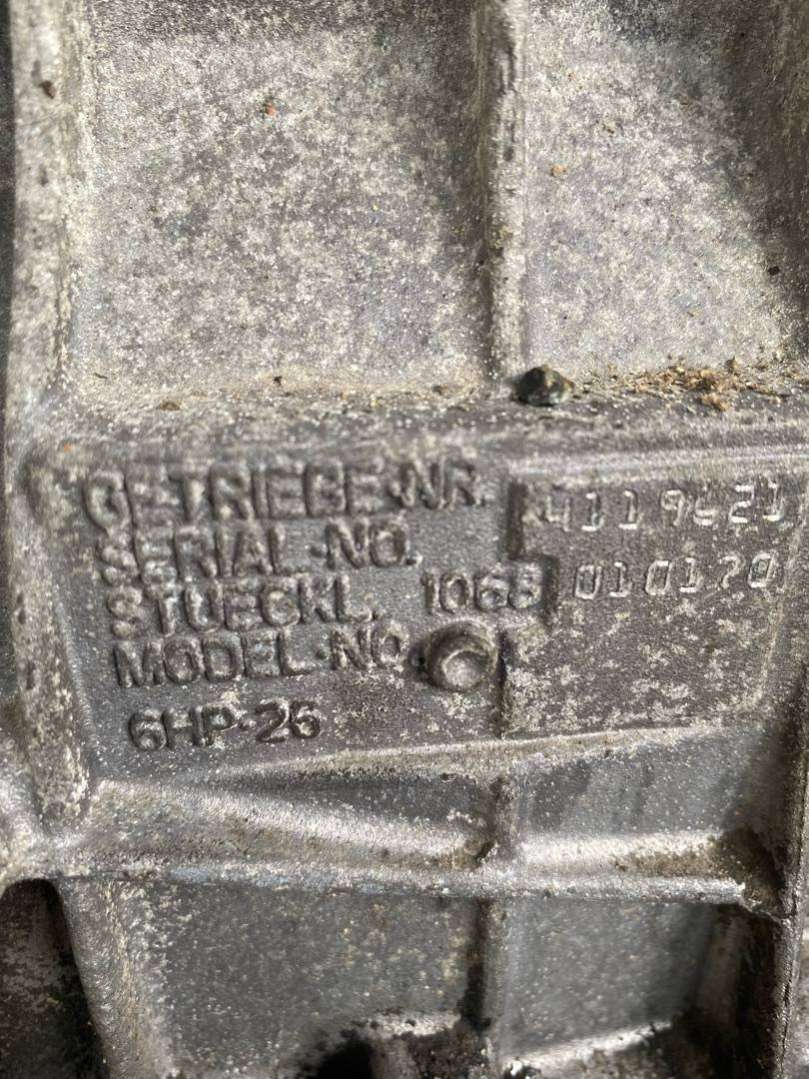 GETRIEBE-NR. 4119621
SERIAL-NO.
STUECKL. 1068 010170
MODEL-NO.
6HP-26